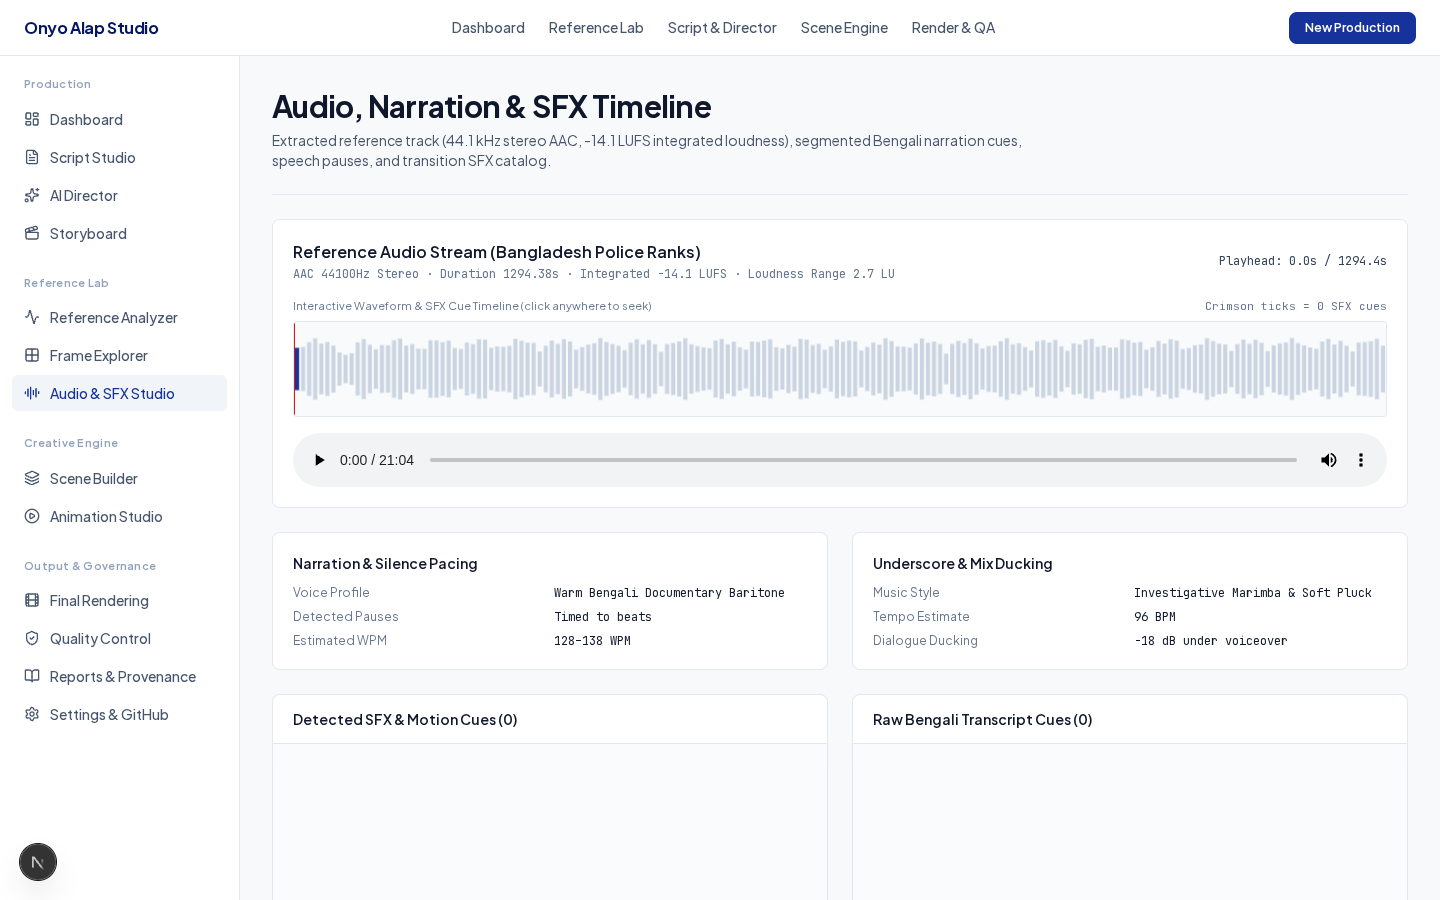 Onyo Alap Studio
Dashboard Reference Lab Script & Director Scene Engine Render & QA
New Production
Production
Dashboard
Script Studio
AI Director
Storyboard
Reference Lab
Reference Analyzer
Frame Explorer
Audio & SFX Studio
Creative Engine
Scene Builder
Animation Studio
Output & Governance
Final Rendering
Quality Control
Reports & Provenance
Settings & GitHub
Audio, Narration & SFX Timeline
Extracted reference track (44.1 kHz stereo AAC, -14.1 LUFS integrated loudness), segmented Bengali narration cues,
speech pauses, and transition SFX catalog.
Reference Audio Stream (Bangladesh Police Ranks)
AAC 44100Hz Stereo · Duration 1294.38s · Integrated -14.1 LUFS · Loudness Range 2.7 LU
Playhead: 0.0s / 1294.4s
Interactive Waveform & SFX Cue Timeline (click anywhere to seek)
Crimson ticks = 0 SFX cues
0:00 / 21:04
Narration & Silence Pacing
Voice Profile Warm Bengali Documentary Baritone
Detected Pauses Timed to beats
Estimated WPM 128–138 WPM
Underscore & Mix Ducking
Music Style Investigative Marimba & Soft Pluck
Tempo Estimate 96 BPM
Dialogue Ducking -18 dB under voiceover
Detected SFX & Motion Cues (0)
Raw Bengali Transcript Cues (0)
N